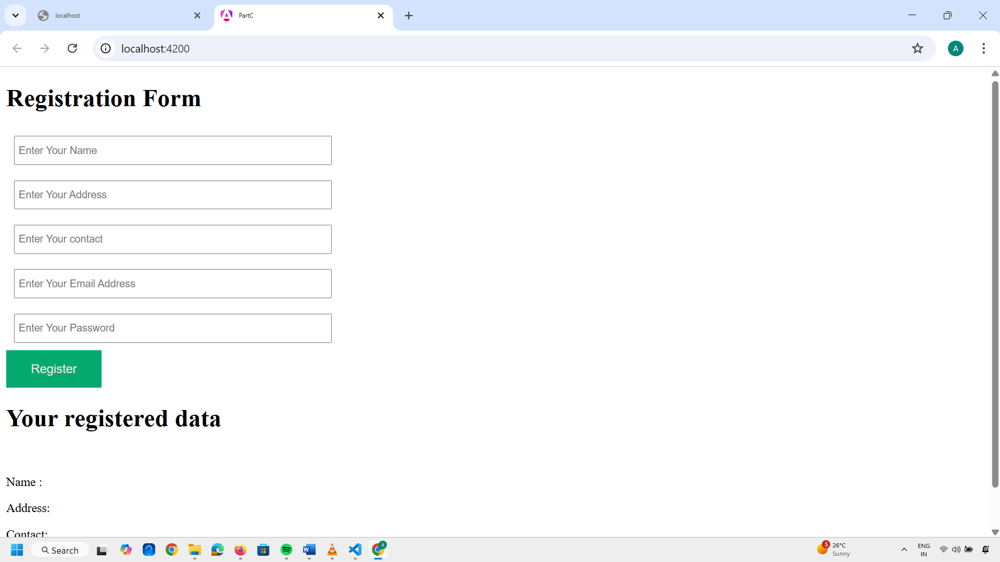 localhost
PartC
localhost:4200
A
Registration Form
Enter Your Name
Enter Your Address
Enter Your contact
Enter Your Email Address
Enter Your Password
Register
Your registered data
Name :
Address:
Contact:
Search
A
5
26°C
Sunny
ENG
IN